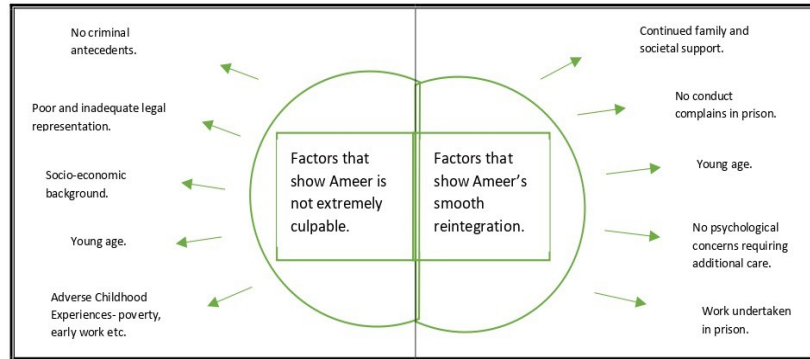 No criminal
antecedents.
Poor and inadequate legal
representation.
Socio-economic
background.
Young age.
Adverse Childhood
Experiences- poverty,
early work etc.
Factors that
show Ameer is
not extremely
culpable.
Factors that
show Ameer’s
smooth
reintegration.
Continued family and
societal support.
No conduct
complains in prison.
Young age.
No psychological
concerns requiring
additional care.
Work undertaken
in prison.